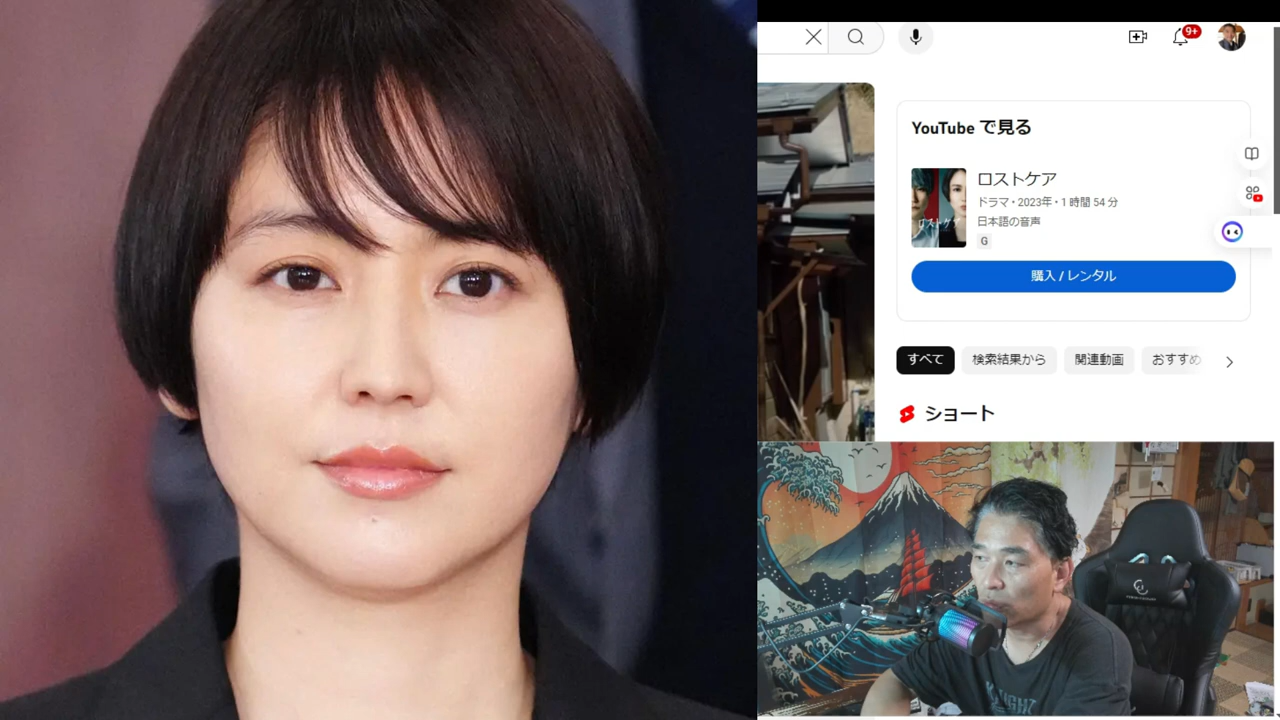 9+
YouTube で見る
ロストケア
ドラマ • 2023年 • 1 時間 54 分
日本語の音声
G
購入 / レンタル
すべて
検索結果から
関連動画
おすすめ
ショート